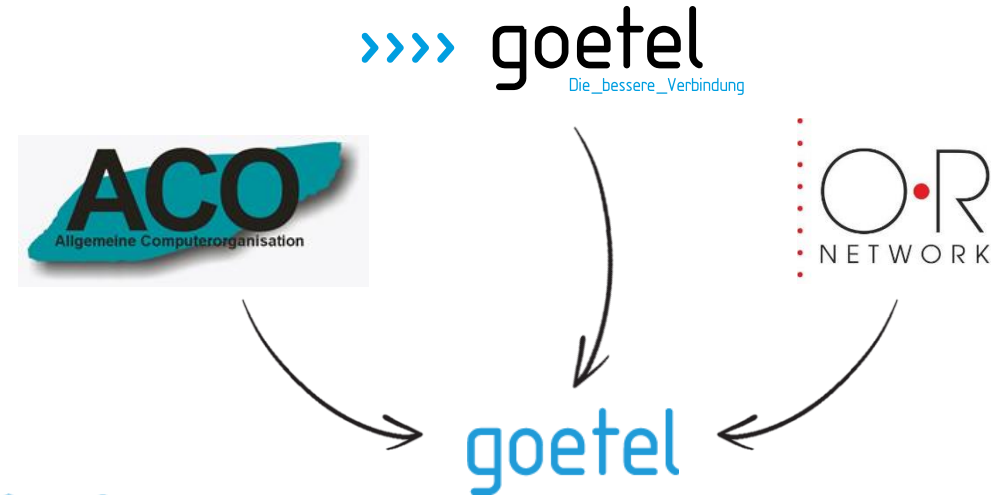 goetel
Die_bessere_Verbindung
ACO
Allgemeine Computerorganisation
O·R
NETWORK
goetel